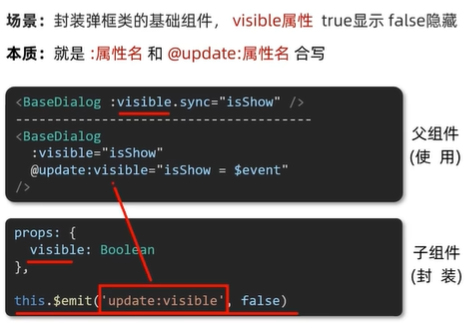 场景：封装弹框类的基础组件， visible属性 true显示 false隐藏
本质：就是 :属性名 和 @update:属性名 合写
<BaseDialog :visible.sync="isShow" />
------------------------------------
<BaseDialog
:visible="isShow"
@update:visible="isShow = $event"
/>
父组件
(使 用)
props: {
visible: Boolean
},
this.$emit('update:visible', false)
子组件
(封 装)